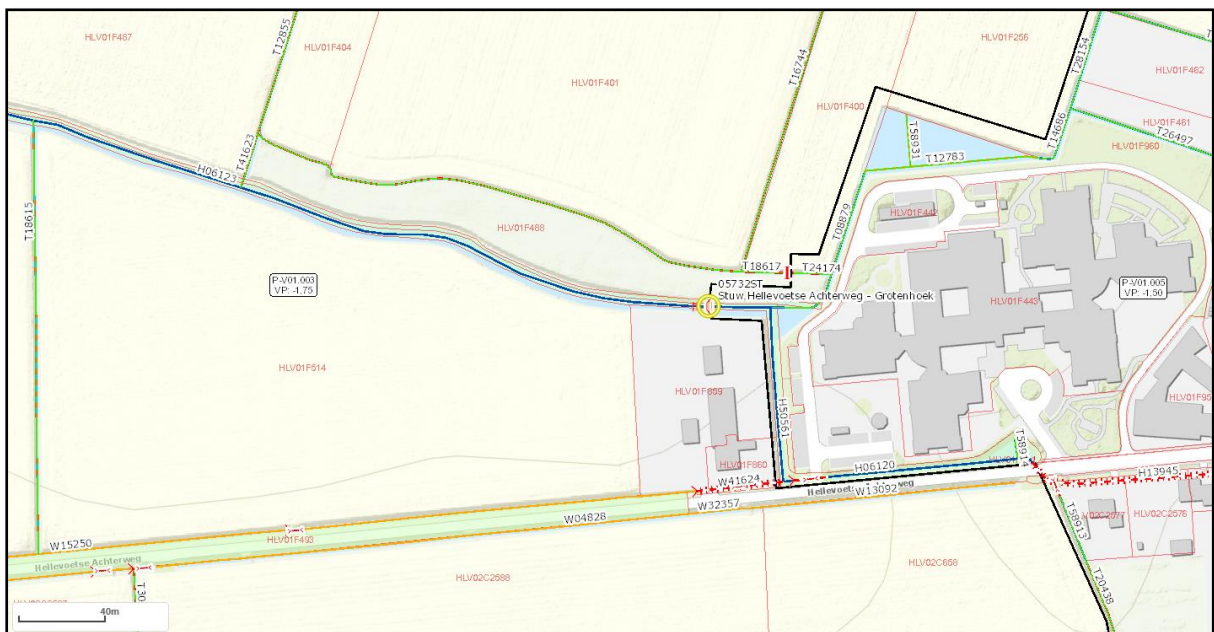 HLV01F487
T12855
HLV01F404
HLV01F401
T16744
HLV01F256
T28154
HLV01F462
HLV01F400
T14686
HLV01F461
T26497
T58931
T12783
HLV01F960
T41623
H06123
T18615
HLV01F488
T08879
HLV01F442
T18617
T24174
P-V01.003
VP: -1,75
05732ST
Stuw, Hellevoetse Achterweg - Grotenhoek
P-V01.005
VP: -1,50
HLV01F443
HLV01F514
HLV01F859
H50561
HLV01F95
T58914
HLV01F860
H06120
H13945
W41624
W13092
W32357
W04828
HLV01F493
W15250
Hellevoetse Achterweg
HLV02C2588
HLV02C658
T58913
HLV02C2676
T20438
T30
40m